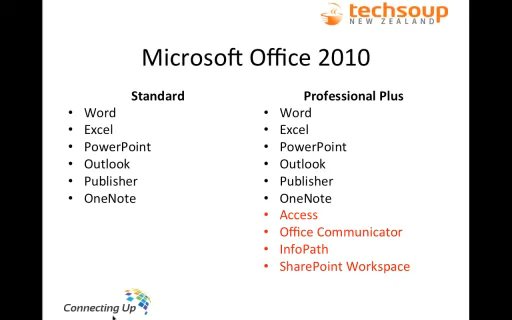 techsoup
NEW ZEALAND
Microsoft Office 2010
Standard
• Word
• Excel
• PowerPoint
• Outlook
• Publisher
• OneNote
Professional Plus
• Word
• Excel
• PowerPoint
• Outlook
• Publisher
• OneNote
• Access
• Office Communicator
• InfoPath
• SharePoint Workspace
Connecting Up